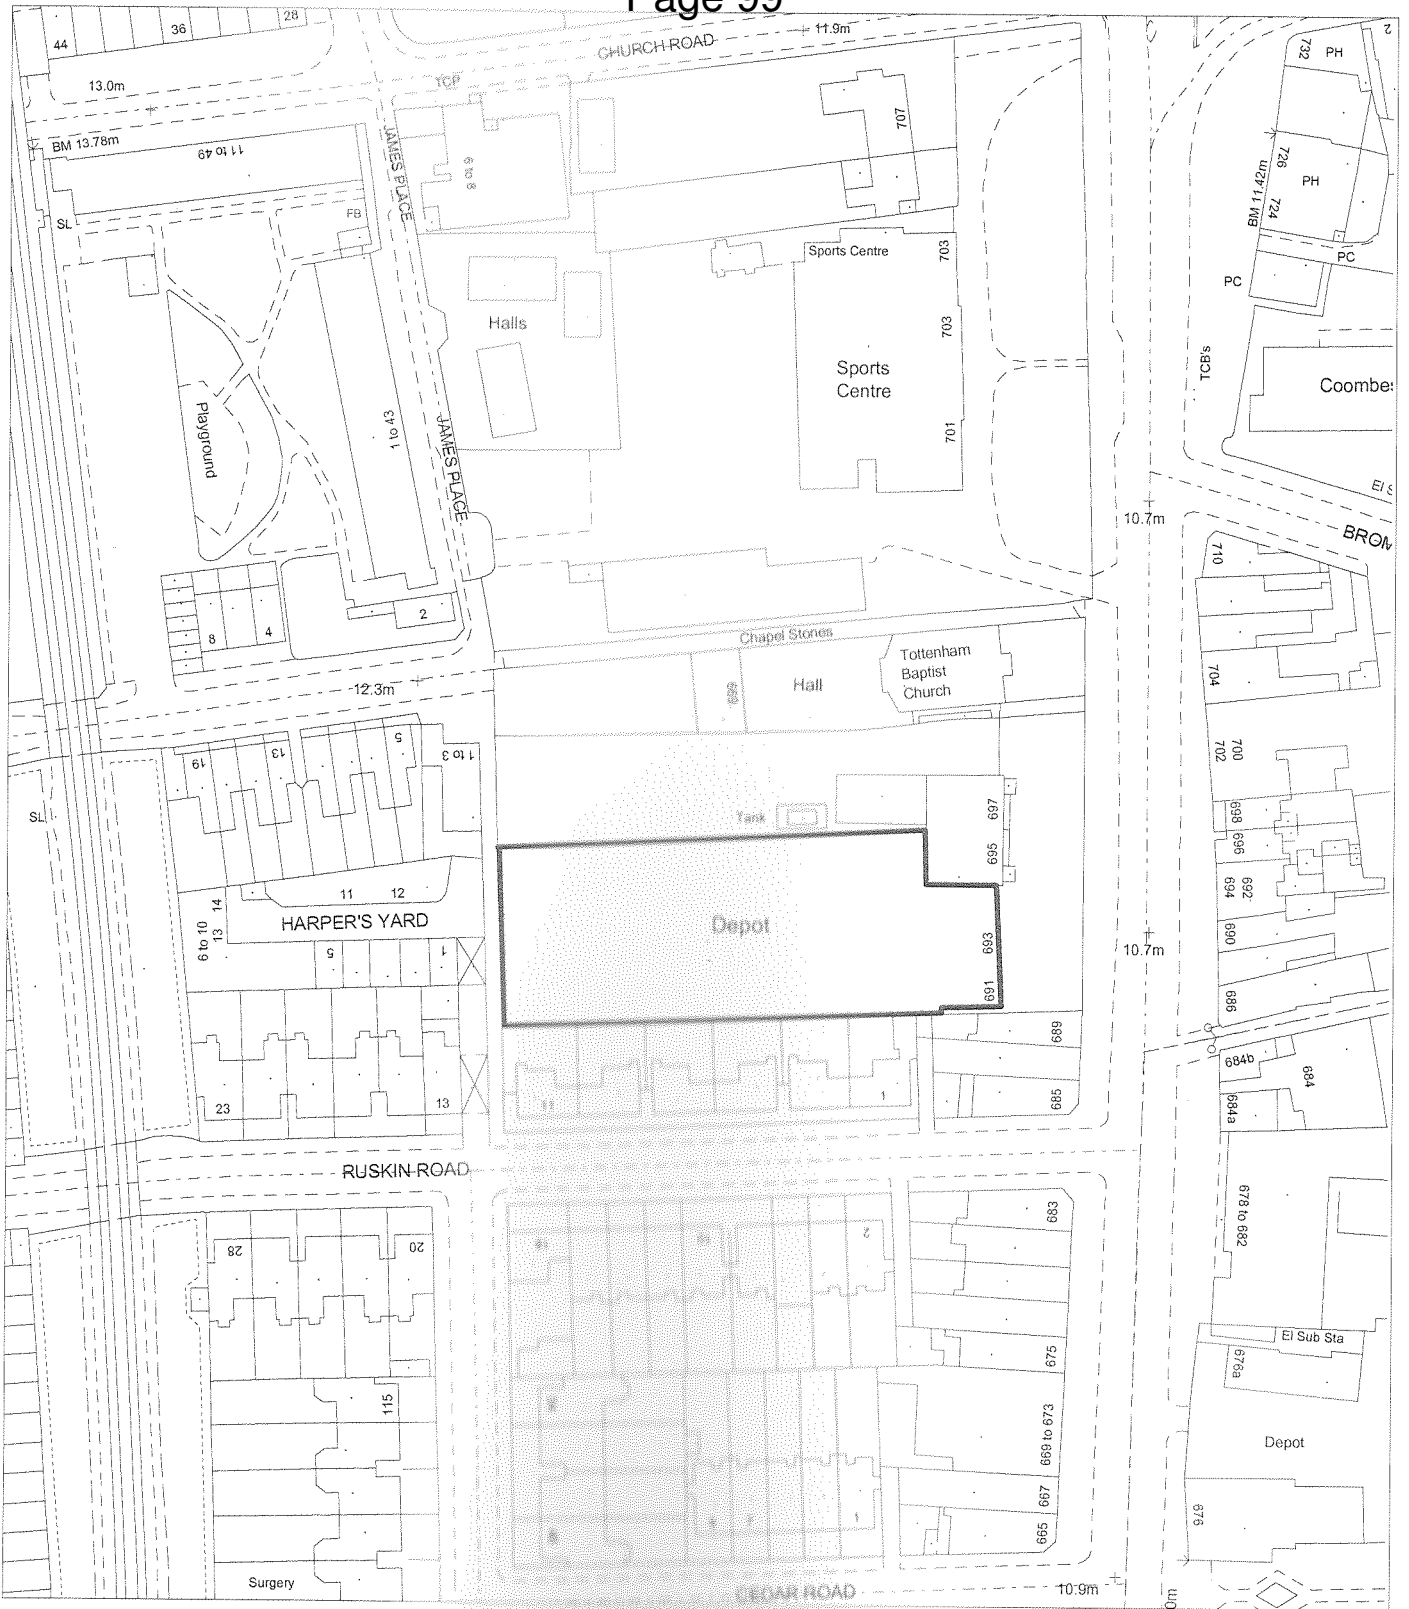 Page 99
44
36
28
11.9m
CHURCH ROAD
13.0m
TCP
BM 13.78m
11 to 49
JAMES PLACE
6 to 8
707
732
PH
2
726
PH
BM 11.42m
724
SL
FB
PC
PC
Sports Centre
703
Halls
703
TCB's
Sports
Centre
Coombes
Playground
1 to 43
JAMES PLACE
701
El S
10.7m
BROM
710
8
4
2
Chapel Stones
Tottenham
Baptist
Church
Hall
704
12.3m
19
13
5
1 to 3
702
700
SL
Tank
697
695
698
696
11
12
14
13
6 to 10
HARPER'S YARD
5
1
Depot
693
691
694
692
690
10.7m
686
689
684b
684
684a
23
13
11
1
685
RUSKIN ROAD
683
678 to 682
28
20
2
675
El Sub Sta
676a
115
669 to 673
Depot
667
676
665
1
Surgery
CEDAR ROAD
10.9m
0m